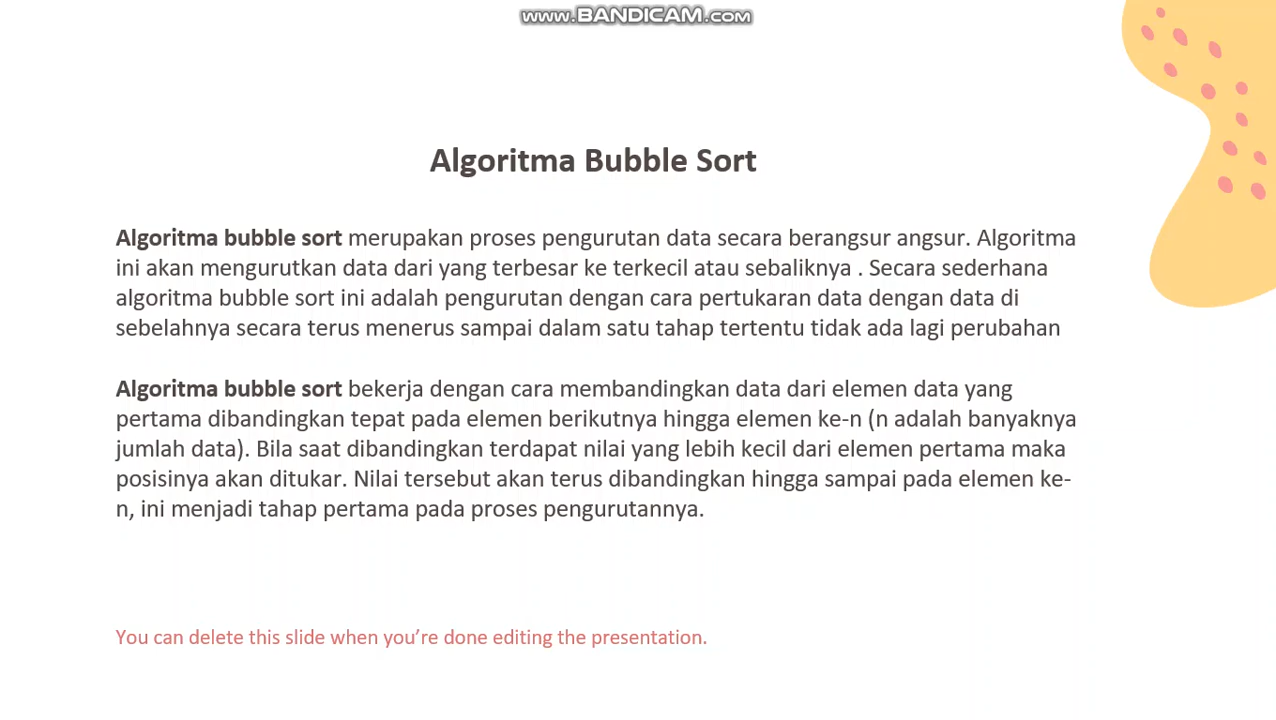 www.BANDICAM.com
Algoritma Bubble Sort
Algoritma bubble sort merupakan proses pengurutan data secara berangsur angsur. Algoritma
ini akan mengurutkan data dari yang terbesar ke terkecil atau sebaliknya . Secara sederhana
algoritma bubble sort ini adalah pengurutan dengan cara pertukaran data dengan data di
sebelahnya secara terus menerus sampai dalam satu tahap tertentu tidak ada lagi perubahan
Algoritma bubble sort bekerja dengan cara membandingkan data dari elemen data yang
pertama dibandingkan tepat pada elemen berikutnya hingga elemen ke-n (n adalah banyaknya
jumlah data). Bila saat dibandingkan terdapat nilai yang lebih kecil dari elemen pertama maka
posisinya akan ditukar. Nilai tersebut akan terus dibandingkan hingga sampai pada elemen ke-
n, ini menjadi tahap pertama pada proses pengurutannya.
You can delete this slide when you’re done editing the presentation.